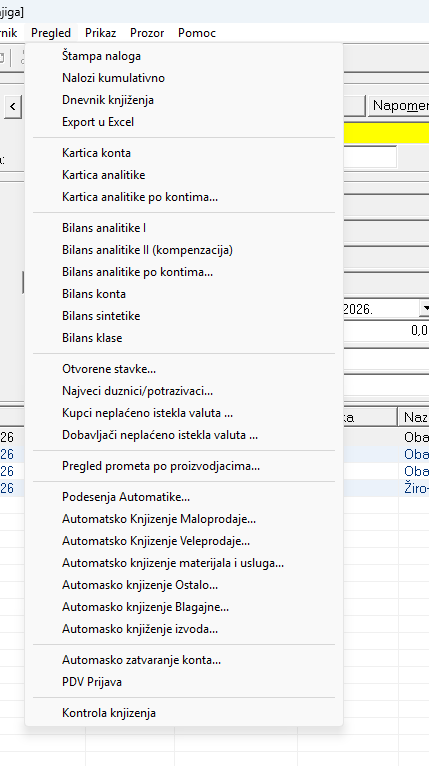 njiga]
rnik Pregled Prikaz Prozor Pomoc
Štampa naloga
Nalozi kumulativno
Dnevnik knjiženja
Export u Excel
<
Napomen
a:
Kartica konta
Kartica analitike
Kartica analitike po kontima...
Bilans analitike I
Bilans analitike II (kompenzacija)
Bilans analitike po kontima...
Bilans konta
Bilans sintetike
Bilans klase
2026.
0,0
Otvorene stavke...
Najveci duznici/potrazivaci...
Kupci neplaćeno istekla valuta ...
Dobavljači neplaćeno istekla valuta ...
ka Naz
26 Oba
26 Oba
26 Oba
26 Žiro-
Pregled prometa po proizvodjacima...
Podesenja Automatike...
Automatsko Knjizenje Maloprodaje...
Automatsko Knjizenje Veleprodaje...
Automatsko knjizenje materijala i usluga...
Automasko knjizenje Ostalo...
Automasko knjizenje Blagajne...
Automasko knjiženje izvoda...
Automasko zatvaranje konta...
PDV Prijava
Kontrola knjizenja